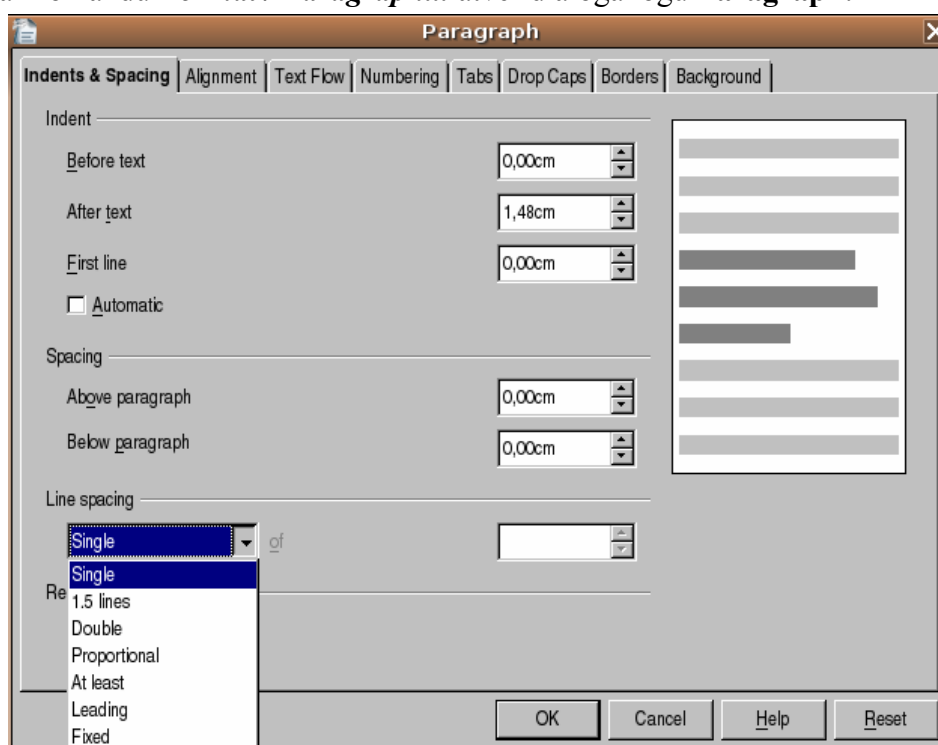 Paragraph
Indents & Spacing Alignment Text Flow Numbering Tabs Drop Caps Borders Background
Indent
Before text 0,00cm
After text 1,48cm
First line 0,00cm
Automatic
Spacing
Above paragraph 0,00cm
Below paragraph 0,00cm
Line spacing
Single of
Single
Re
1.5 lines
Double
Proportional
At least
Leading
Fixed
OK Cancel Help Reset